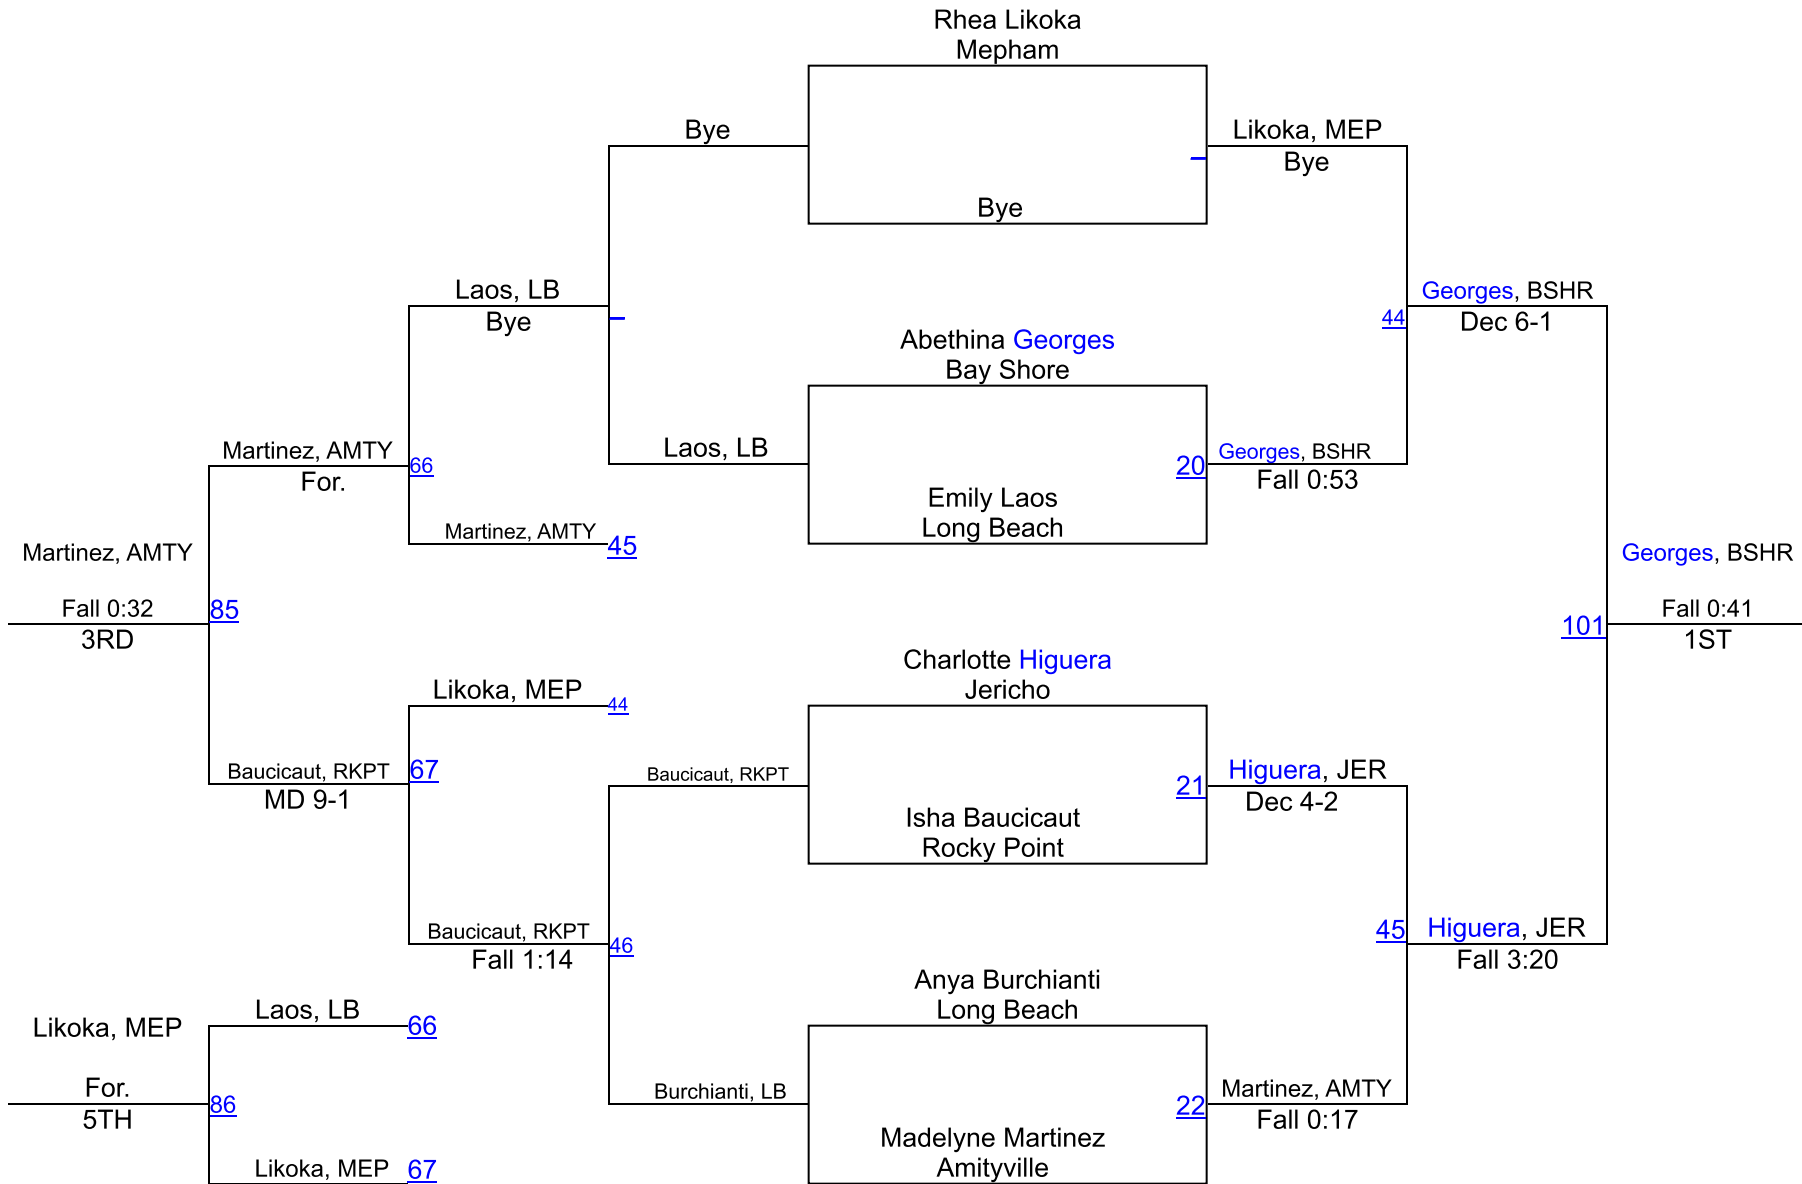 Rhea Likoka
Mepham
Bye
Likoka, MEP
Bye
Bye
Laos, LB
Bye
Georges, BSHR
44
Dec 6-1
Abethina Georges
Bay Shore
Martinez, AMTY
66
For.
Laos, LB
20
Georges, BSHR
Fall 0:53
Emily Laos
Long Beach
Martinez, AMTY
45
Martinez, AMTY
Georges, BSHR
Fall 0:32
85
3RD
101
Fall 0:41
1ST
Charlotte Higuera
Jericho
Likoka, MEP
44
Baucicaut, RKPT
67
MD 9-1
Baucicaut, RKPT
21
Higuera, JER
Dec 4-2
Isha Baucicaut
Rocky Point
Baucicaut, RKPT
46
Fall 1:14
45
Higuera, JER
Fall 3:20
Anya Burchianti
Long Beach
Laos, LB
66
Likoka, MEP
For.
86
5TH
Burchianti, LB
22
Martinez, AMTY
Fall 0:17
Madelyne Martinez
Amityville
Likoka, MEP
67